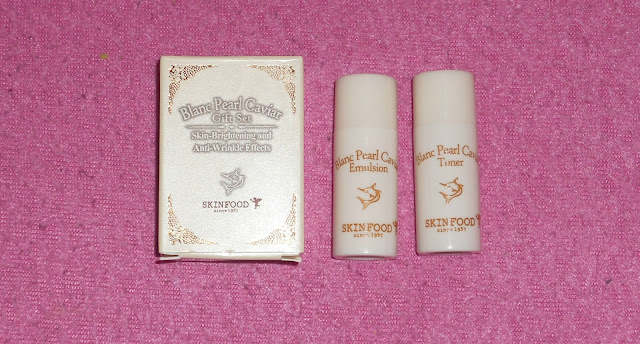 Blanc Pearl Caviar
Gift Set
Skin-Brightening and
Anti-Wrinkle Effects
SKINFOOD
since 1957
Blanc Pearl Caviar
Emulsion
SKINFOOD
since 1957
Blanc Pearl Caviar
Toner
SKINFOOD
since 1957